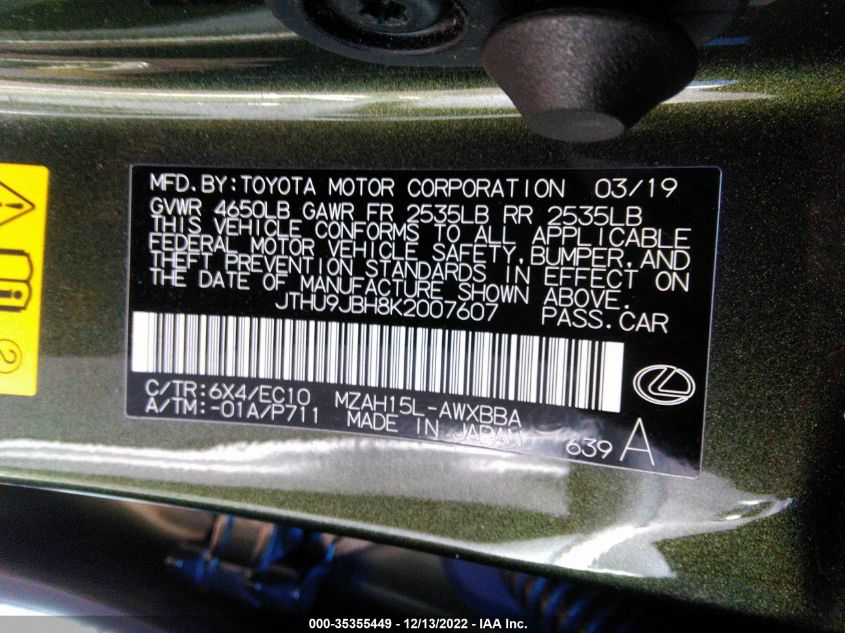 MFD.BY:TOYOTA MOTOR CORPORATION 03/19
GVWR 4650LB GAWR FR 2535LB RR 2535LB
THIS VEHICLE CONFORMS TO ALL APPLICABLE
FEDERAL MOTOR VEHICLE SAFETY,BUMPER,AND
THEFT PREVENTION STANDARDS IN EFFECT ON
THE DATE OF MANUFACTURE SHOWN ABOVE.
JTHU9JBH8K2007607 PASS.CAR
C/TR:6X4/EC10 MZAH15L-AWXBBA
A/TM:-01A/P711 MADE IN JAPAN
639 A
2
000-35355449 - 12/13/2022 - IAA Inc.